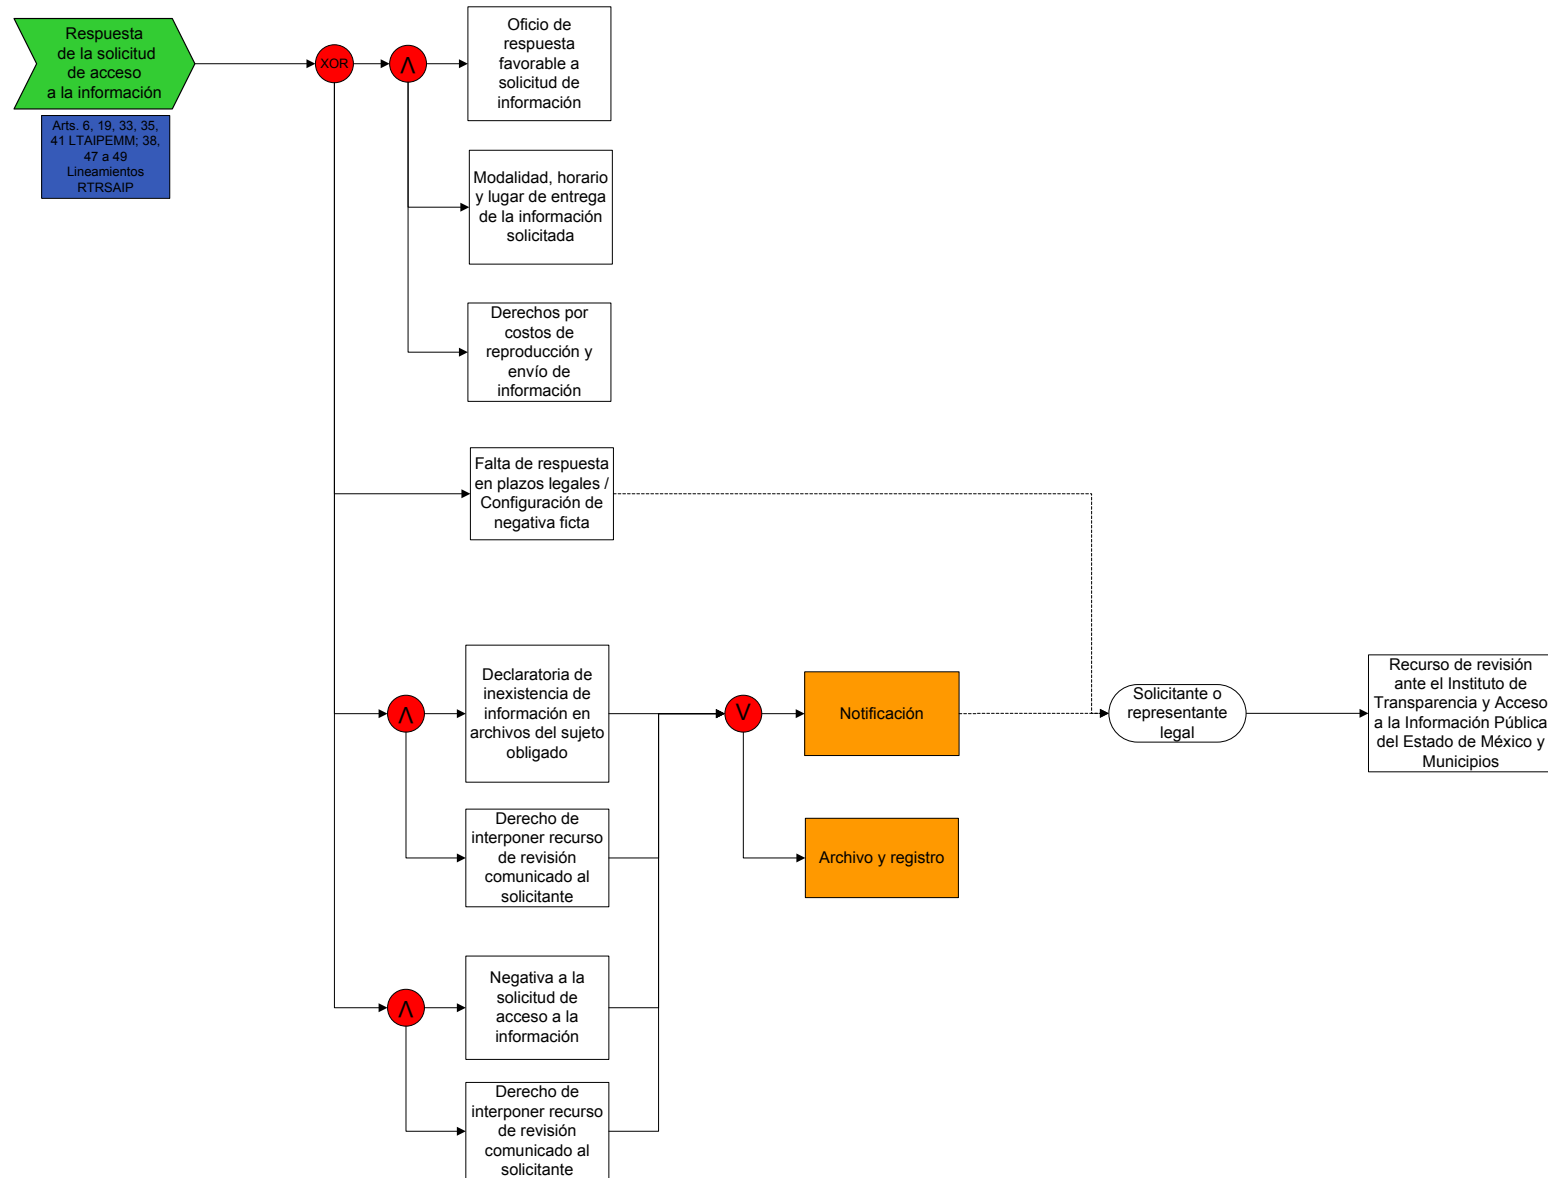 Respuesta
de la solicitud
de acceso
a la información
Arts. 6, 19, 33, 35,
41 LTAIPEMM; 38,
47 a 49
Lineamientos
RTRSAIP
XOR
Λ
Oficio de
respuesta
favorable a
solicitud de
información
Modalidad, horario
y lugar de entrega
de la información
solicitada
Derechos por
costos de
reproducción y
envío de
información
Falta de respuesta
en plazos legales /
Configuración de
negativa ficta
Λ
Declaratoria de
inexistencia de
información en
archivos del sujeto
obligado
Derecho de
interponer recurso
de revisión
comunicado al
solicitante
V
Notificación
Archivo y registro
Solicitante o
representante
legal
Recurso de revisión
ante el Instituto de
Transparencia y Acceso
a la Información Pública
del Estado de México y
Municipios
Λ
Negativa a la
solicitud de
acceso a la
información
Derecho de
interponer recurso
de revisión
comunicado al
solicitante